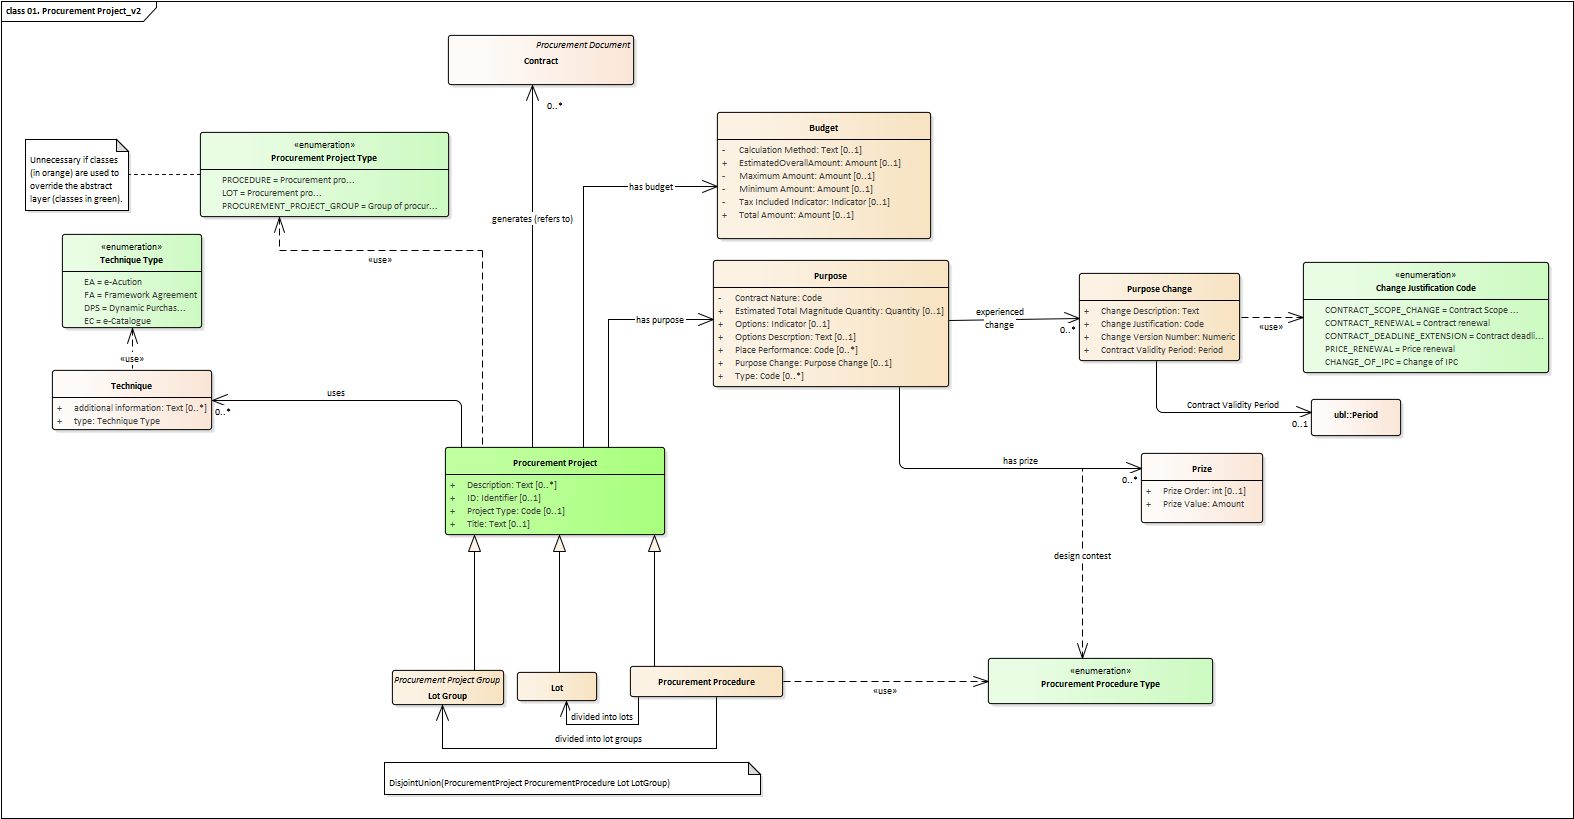 class 01. Procurement Project_v2
Procurement Document
Contract
0..*
generates (refers to)
Unnecessary if classes
(in orange) are used to
override the abstract
layer (classes in green).
«enumeration»
Procurement Project Type
PROCEDURE = Procurement pro...
LOT = Procurement pro...
PROCUREMENT_PROJECT_GROUP = Group of procur...
«use»
«enumeration»
Technique Type
EA = e-Acution
FA = Framework Agreement
DPS = Dynamic Purchas...
EC = e-Catalogue
«use»
Technique
+ additional information: Text [0..*]
+ type: Technique Type
uses
0..*
Budget
- Calculation Method: Text [0..1]
+ EstimatedOverallAmount: Amount [0..1]
- Maximum Amount: Amount [0..1]
- Minimum Amount: Amount [0..1]
- Tax Included Indicator: Indicator [0..1]
+ Total Amount: Amount [0..1]
has budget
Purpose
- Contract Nature: Code
+ Estimated Total Magnitude Quantity: Quantity [0..1]
+ Options: Indicator [0..1]
+ Options Descrption: Text [0..1]
+ Place Performance: Code [0..*]
+ Purpose Change: Purpose Change [0..1]
+ Type: Code [0..*]
has purpose
experienced
change
0..*
Purpose Change
+ Change Description: Text
+ Change Justification: Code
+ Change Version Number: Numeric
+ Contract Validity Period: Period
«use»
«enumeration»
Change Justification Code
CONTRACT_SCOPE_CHANGE = Contract Scope ...
CONTRACT_RENEWAL = Contract renewal
CONTRACT_DEADLINE_EXTENSION = Contract deadli...
PRICE_RENEWAL = Price renewal
CHANGE_OF_IPC = Change of IPC
Contract Validity Period
0..1
ubl::Period
has prize
0..*
Prize
+ Prize Order: int [0..1]
+ Prize Value: Amount
design contest
Procurement Project
+ Description: Text [0..*]
+ ID: Identifier [0..1]
+ Project Type: Code [0..1]
+ Title: Text [0..1]
Procurement Project Group
Lot Group
Lot
Procurement Procedure
«use»
«enumeration»
Procurement Procedure Type
divided into lots
divided into lot groups
DisjointUnion(ProcurementProject ProcurementProcedure Lot LotGroup)